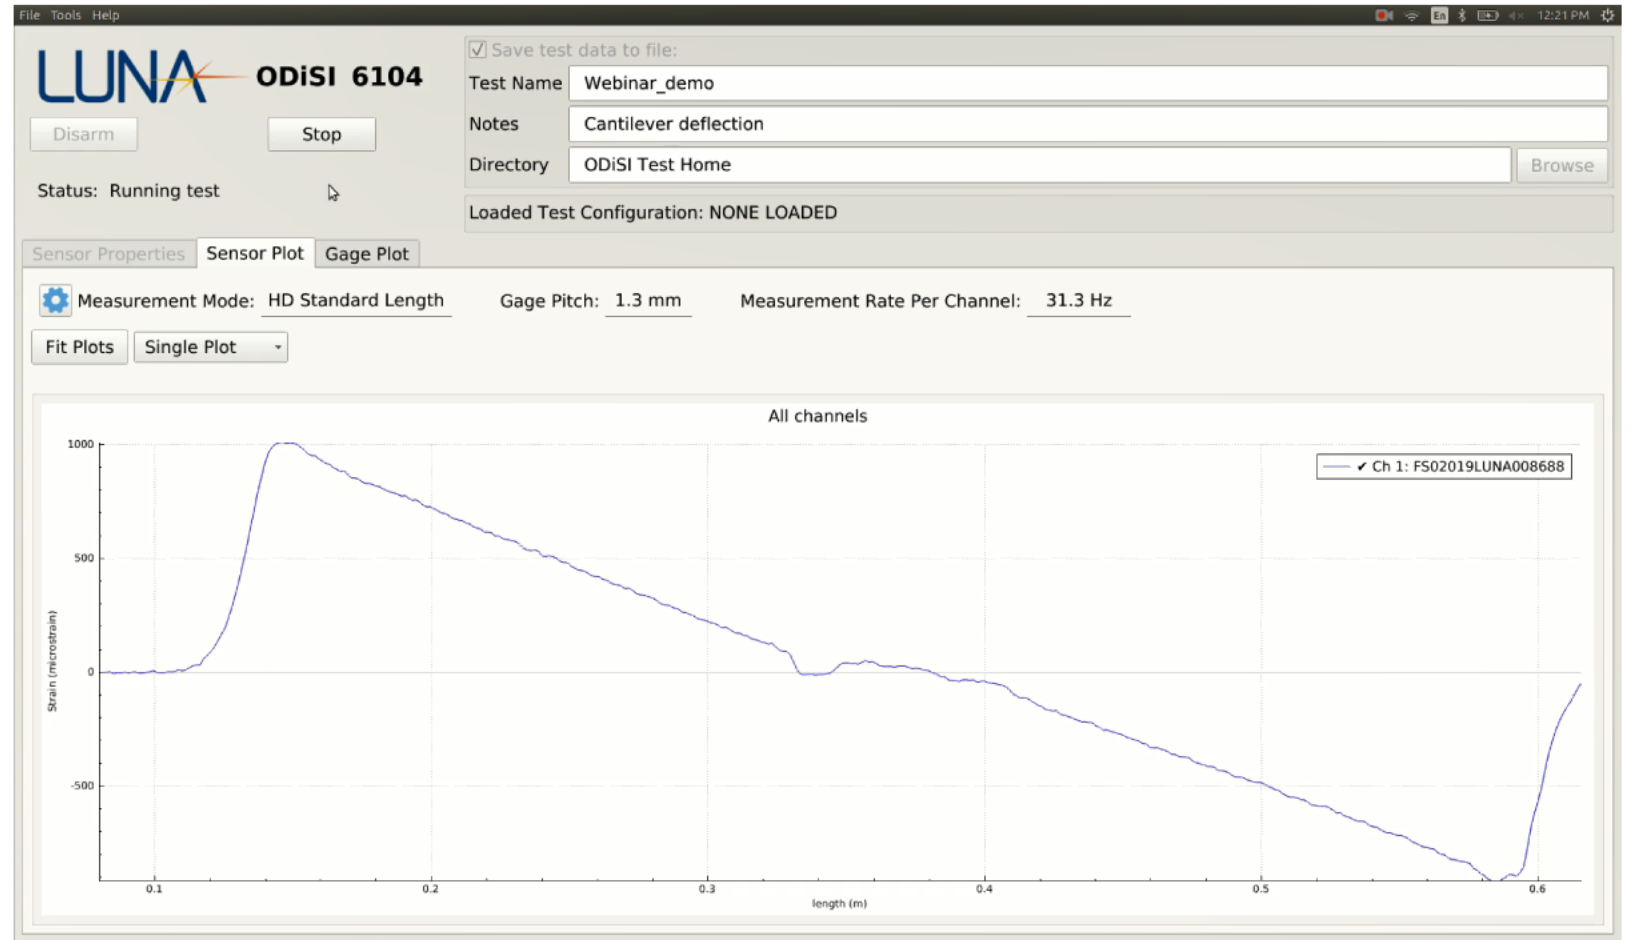 File Tools Help
En 12:21 PM
LUNA ODiSI 6104
Save test data to file:
Test Name Webinar_demo
Disarm Stop
Notes Cantilever deflection
Directory ODiSI Test Home Browse
Status: Running test
Loaded Test Configuration: NONE LOADED
Sensor Properties Sensor Plot Gage Plot
Measurement Mode: HD Standard Length Gage Pitch: 1.3 mm Measurement Rate Per Channel: 31.3 Hz
Fit Plots Single Plot
All channels
✔ Ch 1: FS02019LUNA008688
1000
500
0
-500
Strain (microstrain)
0.1 0.2 0.3 0.4 0.5 0.6
length (m)